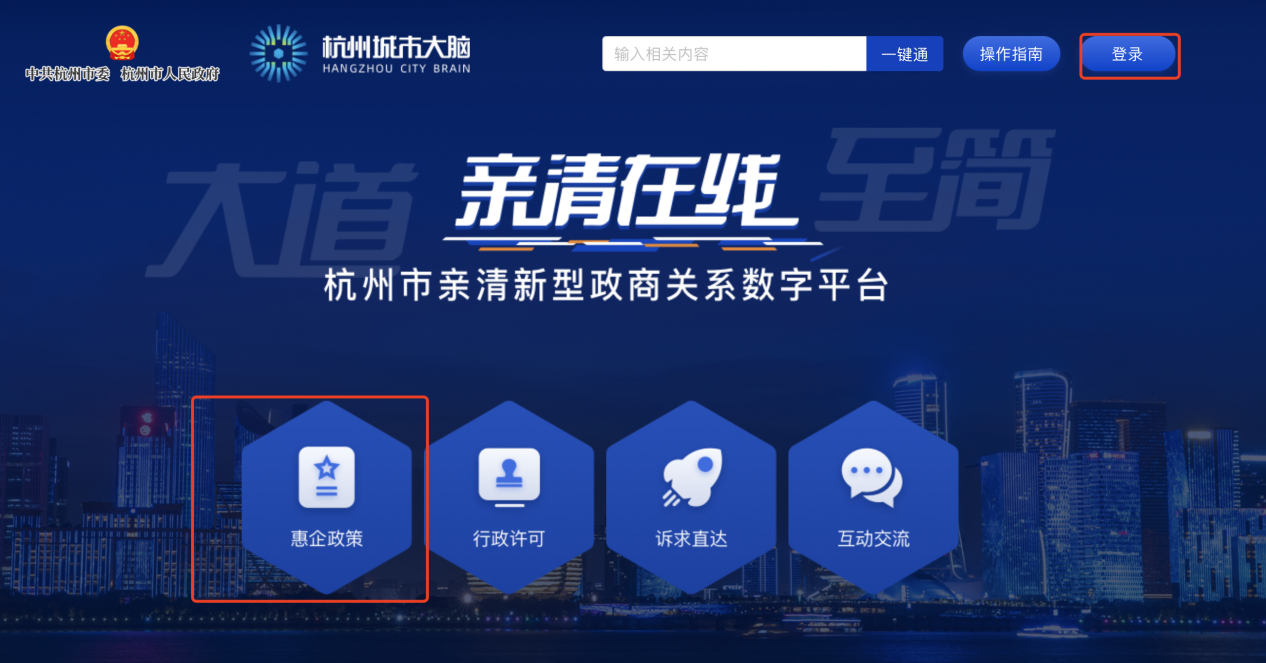 中共杭州市委 杭州市人民政府
杭州城市大脑
HANGZHOU CITY BRAIN
输入相关内容
一键通
操作指南
登录
大道
至简
亲清在线
杭州市亲清新型政商关系数字平台
惠企政策
行政许可
诉求直达
互动交流